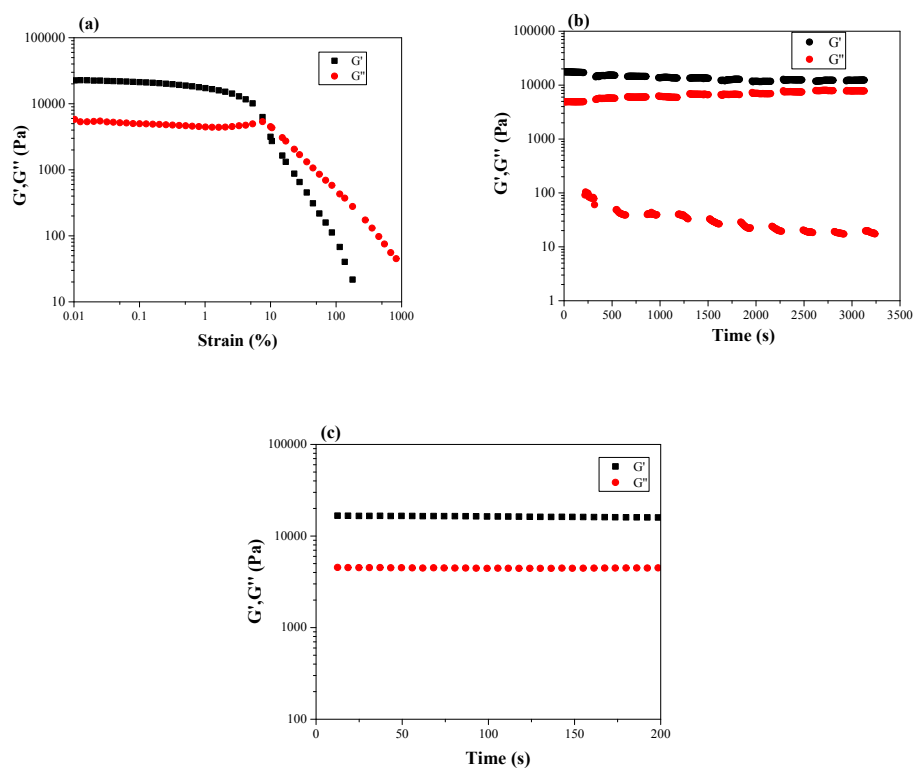 (a)
G'
G''
G',G'' (Pa)
100000
10000
1000
100
10
0.01 0.1 1 10 100 1000
Strain (%)
(b)
G'
G''
G',G'' (Pa)
100000
10000
1000
100
10
1
0 500 1000 1500 2000 2500 3000 3500
Time (s)
(c)
G'
G''
G',G'' (Pa)
100000
10000
1000
100
0 50 100 150 200
Time (s)